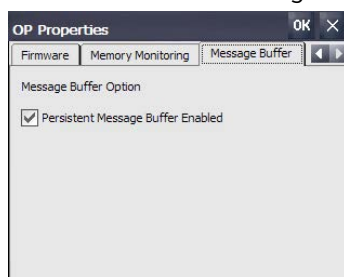 OP Properties OK ×
Firmware Memory Monitoring Message Buffer
Message Buffer Option
Persistent Message Buffer Enabled